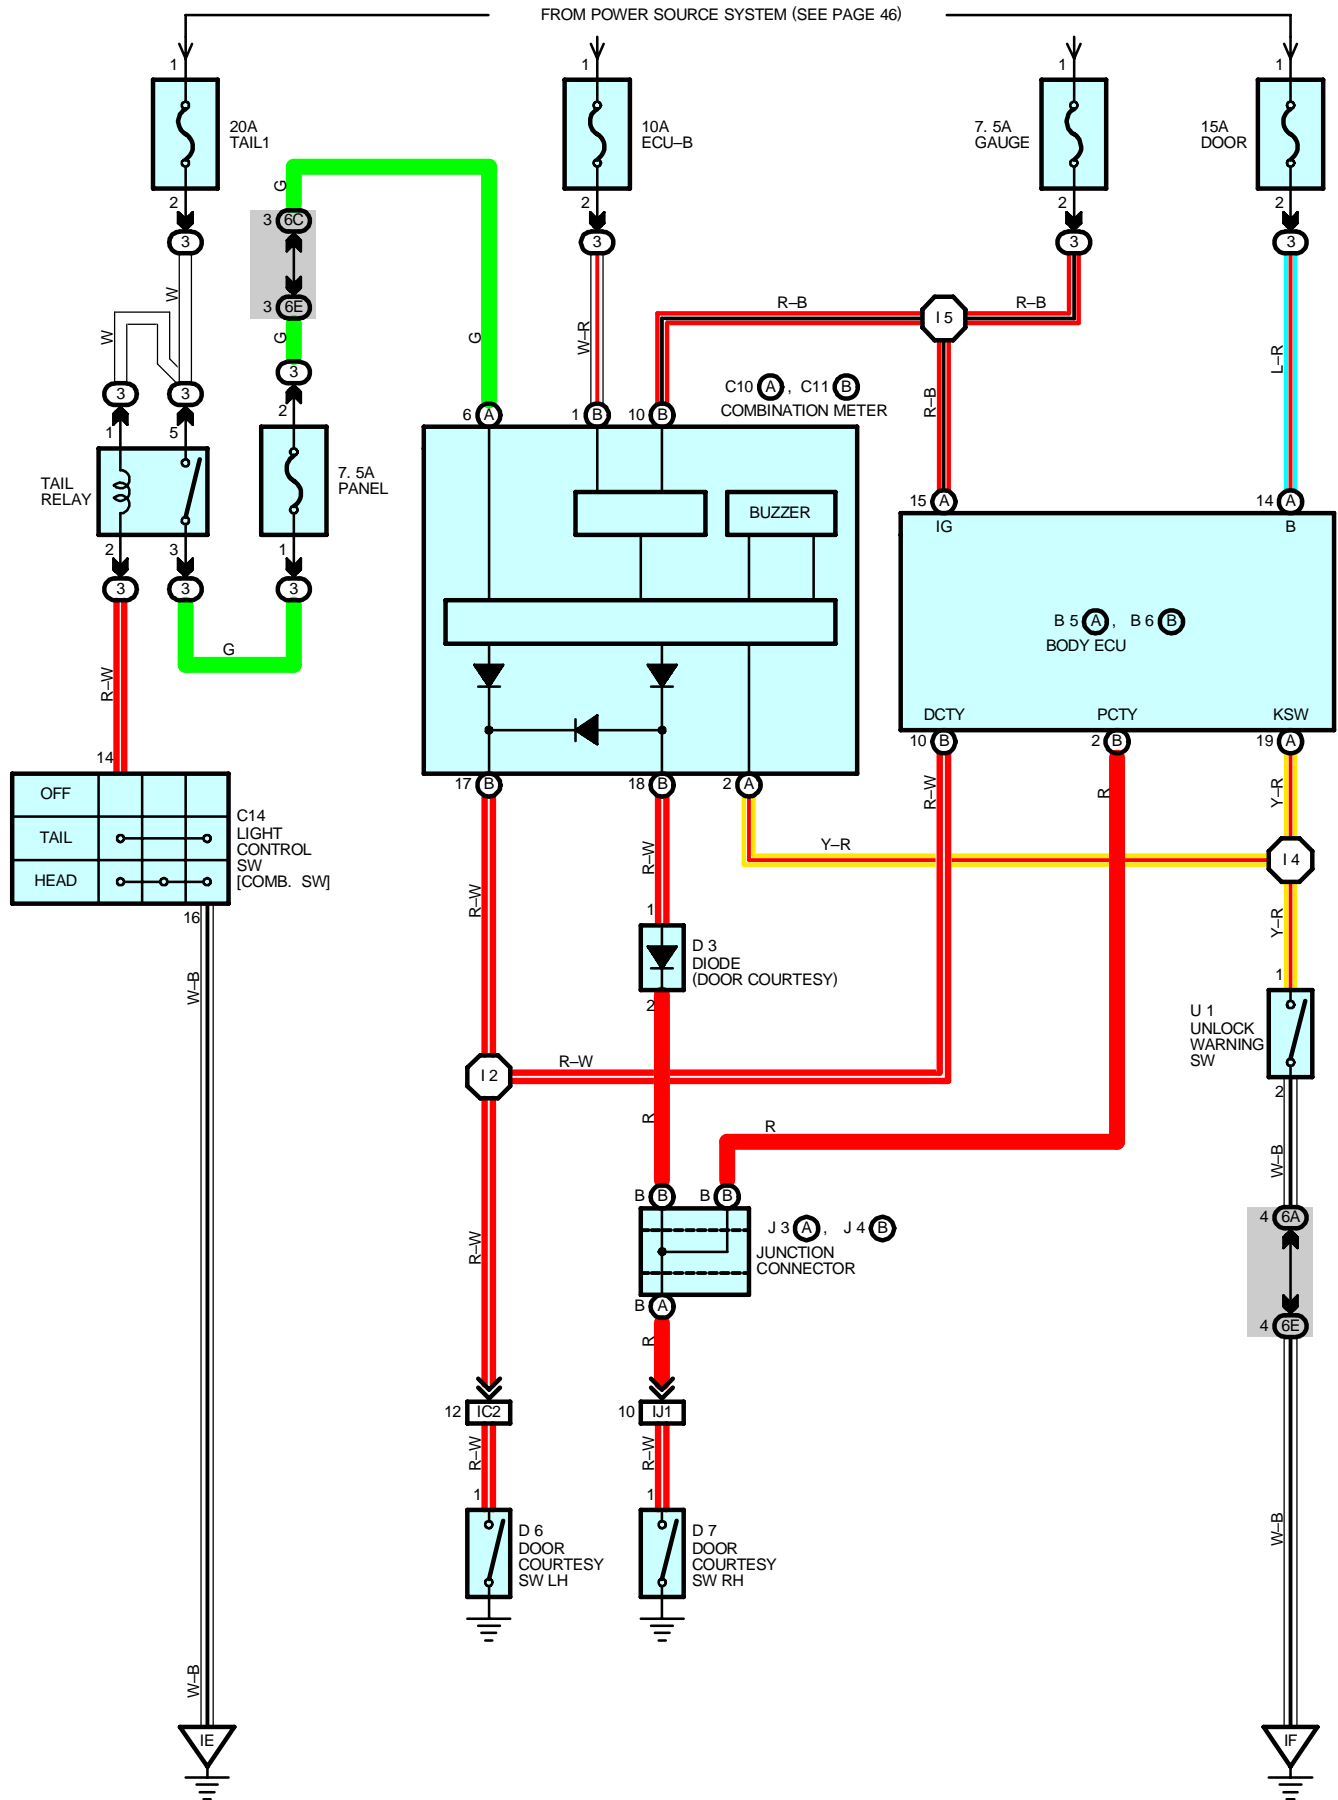 FROM POWER SOURCE SYSTEM (SEE PAGE 46)
1
1
1
1
20A
TAIL1
10A
ECU–B
7. 5A
GAUGE
15A
DOOR
2
2
2
2
3
3
3
3
G
3 6C
3 6E
G
3
2
W
W
3
3
1
5
TAIL
RELAY
7. 5A
PANEL
2
3
1
3
3
3
G
R–W
G
W–R
R–B
I 5
R–B
R–B
L–R
C10 A , C11 B
COMBINATION METER
6 A
1 B
10 B
BUZZER
15 A
IG
14 A
B
B 5 A , B 6 B
BODY ECU
DCTY
PCTY
KSW
10 B
2 B
19 A
17 B
18 B
2 A
14
OFF
TAIL
HEAD
C14
LIGHT
CONTROL
SW
[COMB. SW]
16
W–B
R–W
R–W
R–W
R
Y–R
Y–R
I 4
Y–R
1
D 3
DIODE
(DOOR COURTESY)
2
1
U 1
UNLOCK
WARNING
SW
2
I 2
R–W
R
R
W–B
B B
B B
J 3 A , J 4 B
JUNCTION
CONNECTOR
B A
4 6A
4 6E
R–W
R
12 IC2
10 IJ1
R–W
R–W
1
1
D 6
DOOR
COURTESY
SW LH
D 7
DOOR
COURTESY
SW RH
W–B
W–B
IE
IF